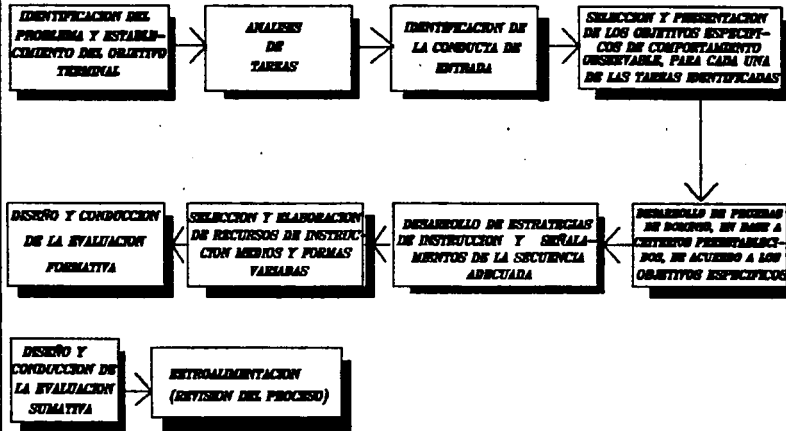 IDENTIFICACION DEL
PROBLEMA Y ESTABLE-
CIMIENTO DEL OBJETIVO
TERMINAL
ANALISES
DE
TAREAS
IDENTIFICACION DE
LA CONDUCTA DE
ENTRADA
SELECCION Y PRESENTACION
DE LOS OBJETIVOS ESPECIFI-
COS DE COMPORTAMIENTO
OBSERVABLE, PARA CADA UNA
DE LAS TAREAS IDENTIFICADAS
DESARROLLO DE PRUEBAS
DE DOMINIO, EN BASE A
CRITERIOS PREESTABLECI-
DOS, DE ACUERDO A LOS
OBJETIVOS ESPECIFICOS
DESARROLLO DE ESTRATEGIAS
DE INSTRUCCION Y SEÑALA-
MIENTOS DE LA SECUENCIA
ADECUADA
SELECCION Y ELABORACION
DE RECURSOS DE INSTRUC-
CION MEDIOS Y FORMAS
VARIADAS
DISEÑO Y CONDUCCION
DE LA EVALUACION
FORMATIVA
DISEÑO Y
CONDUCCION DE
LA EVALUACION
SUMATIVA
RETROALIMENTACION
(REVISION DEL PROCESO)